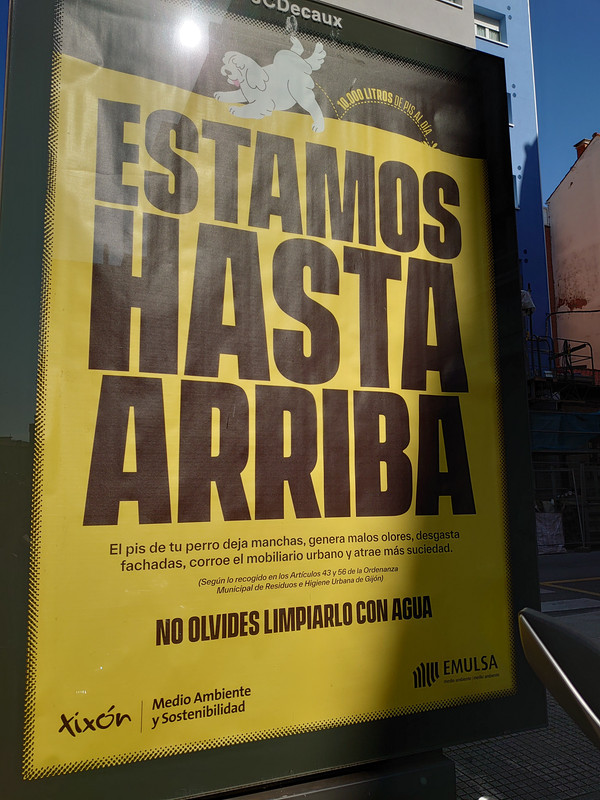 JCDecaux
10.000 LITROS DE PIS AL DÍA
ESTAMOS
HASTA
ARRIBA
El pis de tu perro deja manchas, genera malos olores, desgasta
fachadas, corroe el mobiliario urbano y atrae más suciedad.
(Según lo recogido en los Artículos 43 y 56 de la Ordenanza
Municipal de Residuos e Higiene Urbana de Gijón)
NO OLVIDES LIMPIARLO CON AGUA
EMULSA
Xixón
Medio Ambiente
y Sostenibilidad